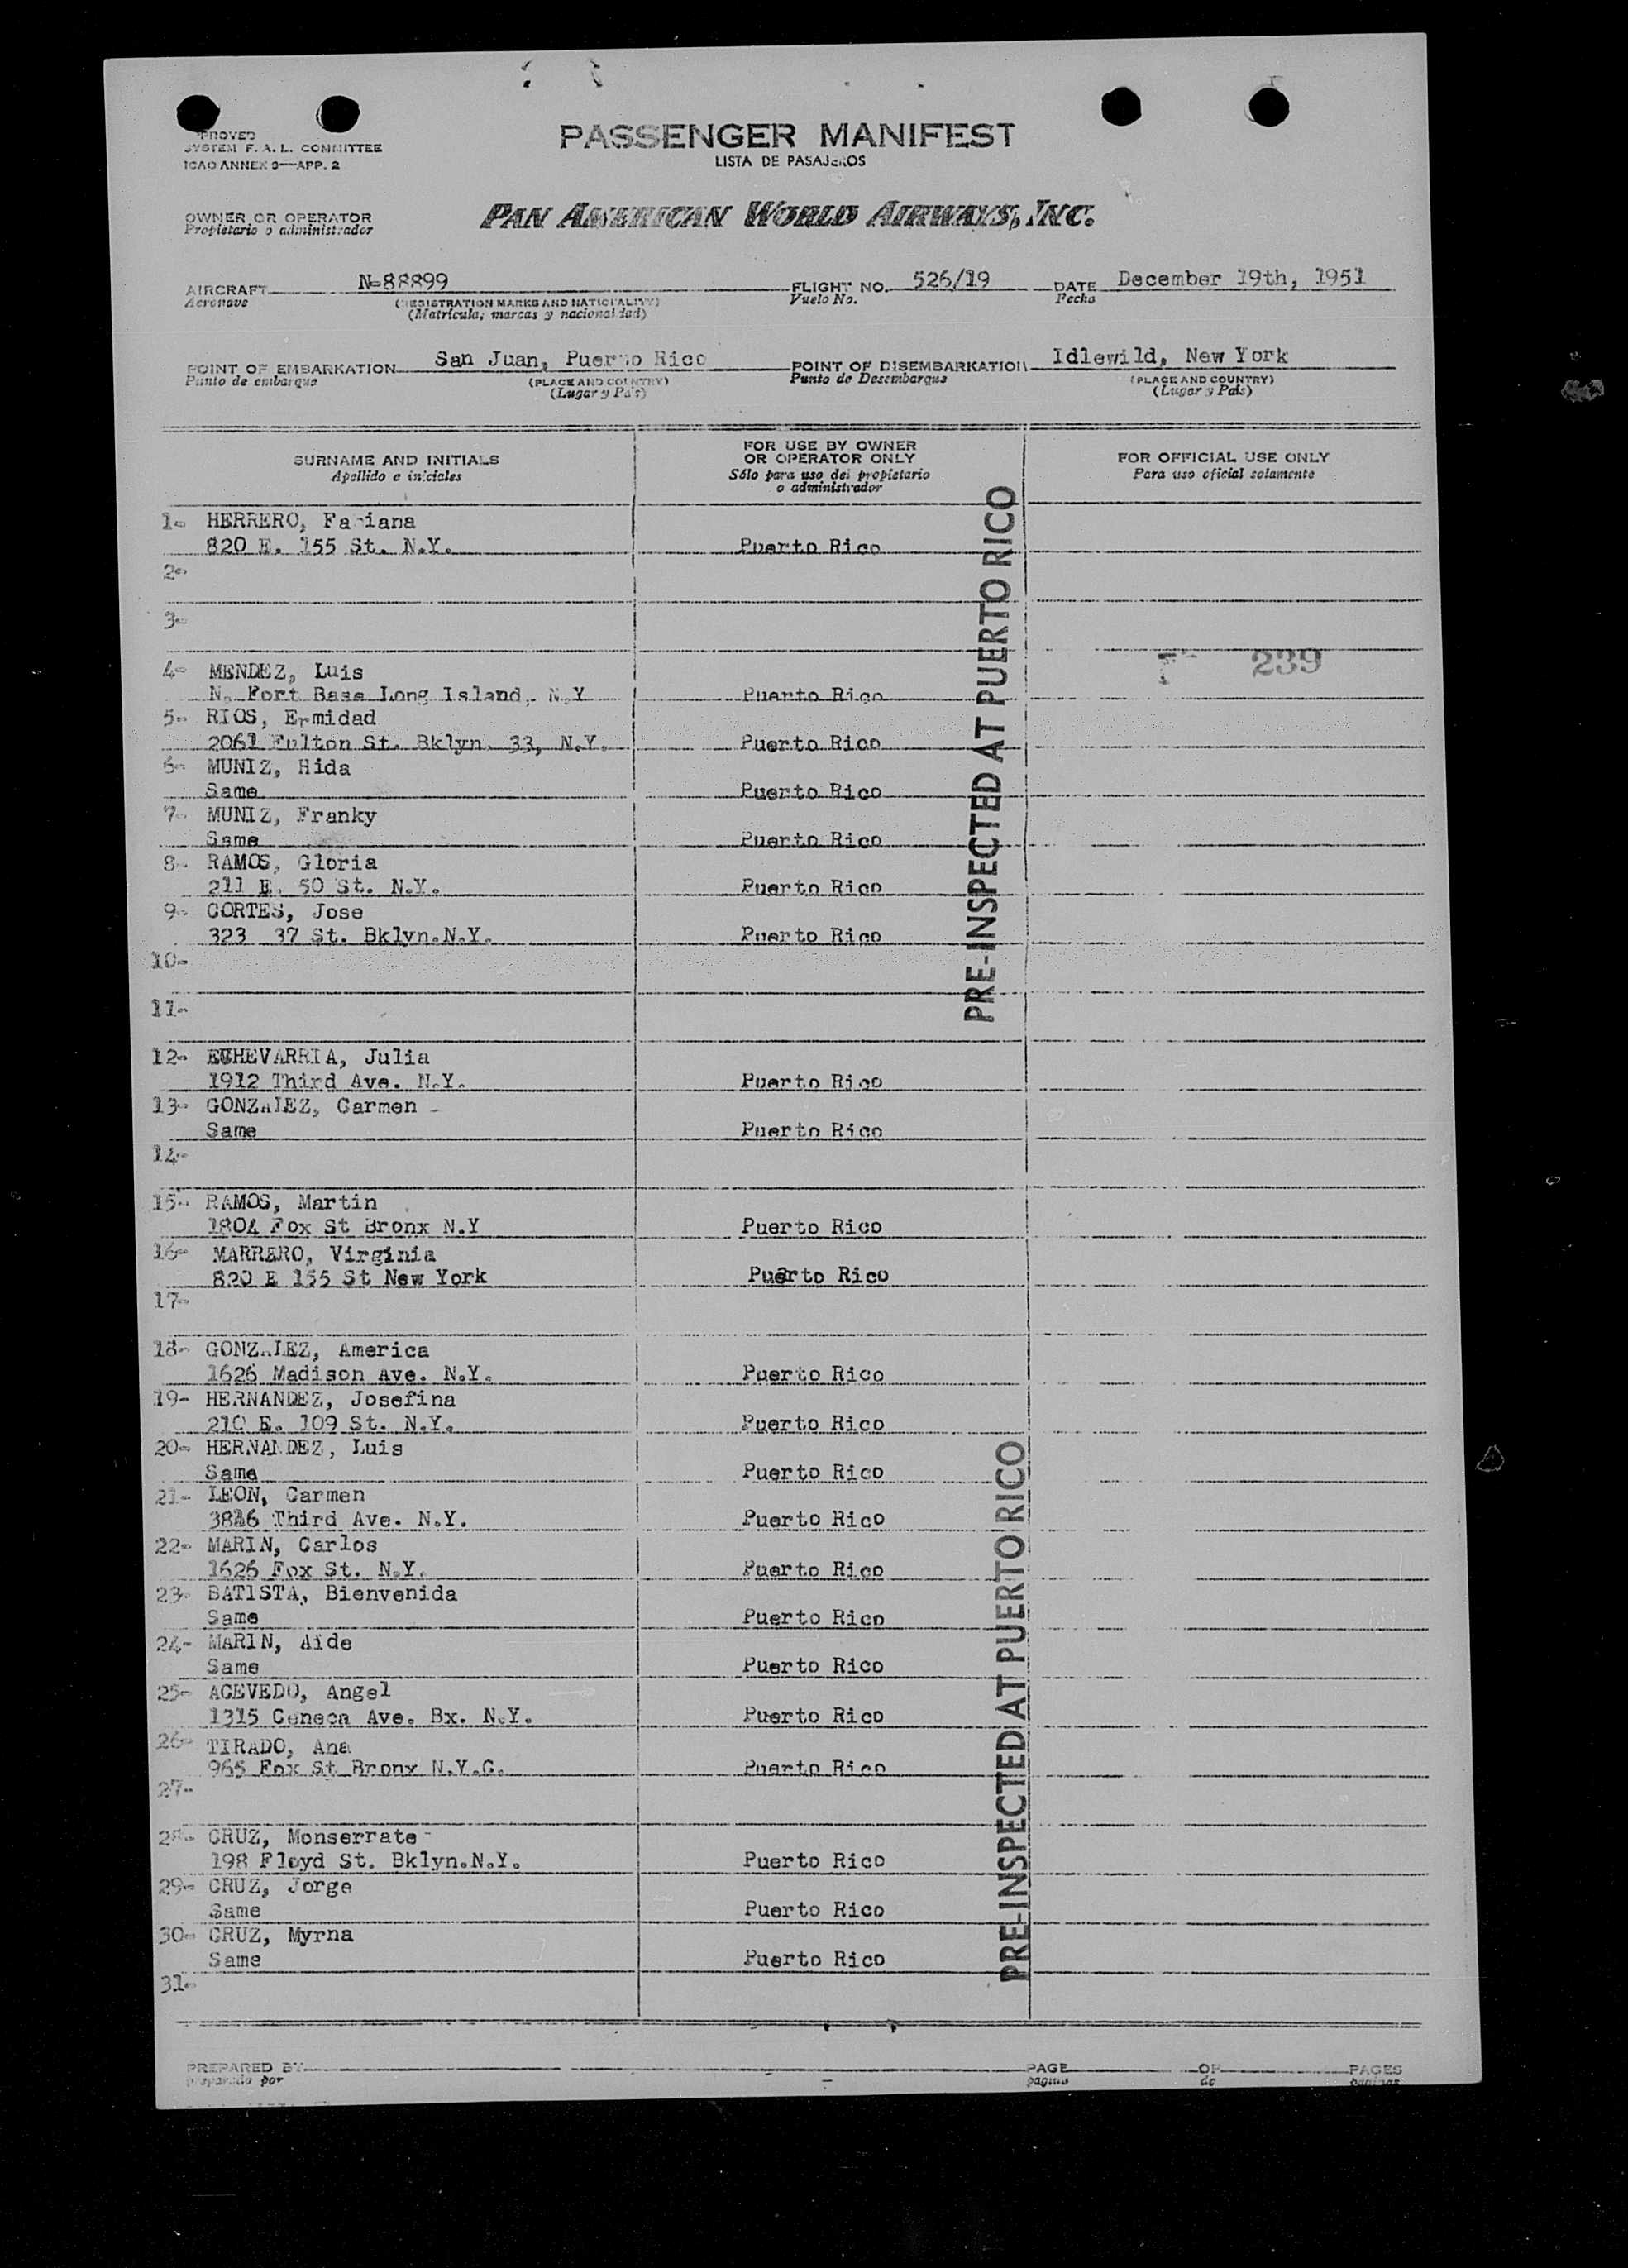 PROVED
SYSTEM F. A. L. COMMITTEE
ICAO ANNEX 9—APP. 2
PASSENGER MANIFEST
LISTA DE PASAJEROS
OWNER OR OPERATOR
Propietario o administrador
PAN AMERICAN WORLD AIRWAYS, INC.
AIRCRAFT N-88899 FLIGHT NO. 526/19 DATE December 19th, 1951
Aeronave (REGISTRATION MARKS AND NATIONALITY) Vuelo No. Fecha
(Matricula; marcas y nacionalidad)
POINT OF EMBARKATION San Juan, Puerto Rico POINT OF DISEMBARKATION Idlewild, New York
Punto de embarque (PLACE AND COUNTRY) Punto de Desembarque (PLACE AND COUNTRY)
(Lugar y Pais) (Lugar y País)
SURNAME AND INITIALS
Apellido e iniciales
FOR USE BY OWNER
OR OPERATOR ONLY
Sólo para uso del propietario
o administrador
FOR OFFICIAL USE ONLY
Para uso oficial solamente
1- HERRERO,
820 E. 155 St. N.Y. Puerto Rico
2-
3-
239
4- MENDEZ, Luis
N. Fort Base Long Island, N.Y Puerto Rico
5- RIOS, Ermidad
2061 Fulton St. Bklyn. 33, N.Y. Puerto Rico
6- MUNIZ, Hida
Same Puerto Rico
7- MUNIZ, Franky
Same Puerto Rico
8- RAMOS, Gloria
211 E. 50 St. N.Y. Puerto Rico
9- CORTES, Jose
323 37 St. Bklyn.N.Y. Puerto Rico
10-
11-
PRE-INSPECTED AT PUERTO RICO
12- ECHEVARRIA, Julia
1912 Third Ave. N.Y. Puerto Rico
13- GONZALEZ, Carmen -
Same Puerto Rico
14-
15- RAMOS, Martin
1804 Fox St Bronx N.Y Puerto Rico
16- MARRERO, Virginia
820 E 155 St New York Puerto Rico
17-
18- GONZALEZ, America
1626 Madison Ave. N.Y. Puerto Rico
19- HERNANDEZ, Josefina
210 E. 109 St. N.Y. Puerto Rico
20- HERNANDEZ, Luis
Same Puerto Rico
21- LEON, Carmen
Third Ave. N.Y. Puerto Rico
22- MARIN, Carlos
1626 Fox St. N.Y. Puerto Rico
23- BATISTA, Bienvenida
Same Puerto Rico
24- MARIN, Aide
Same Puerto Rico
25- ACEVEDO, Angel
1315 Ceneca Ave. Bx. N.Y. Puerto Rico
26- TIRADO, Ana
965 Fox St Bronx N.Y.C. Puerto Rico
27-
28- CRUZ, Monserrate -
198 Floyd St. Bklyn.N.Y. Puerto Rico
29- CRUZ, Jorge
Same Puerto Rico
30- CRUZ, Myrna
Same Puerto Rico
31-
PRE-INSPECTED AT PUERTO RICO
PREPARED BY PAGE OF PAGES
preparado por pagina de paginas